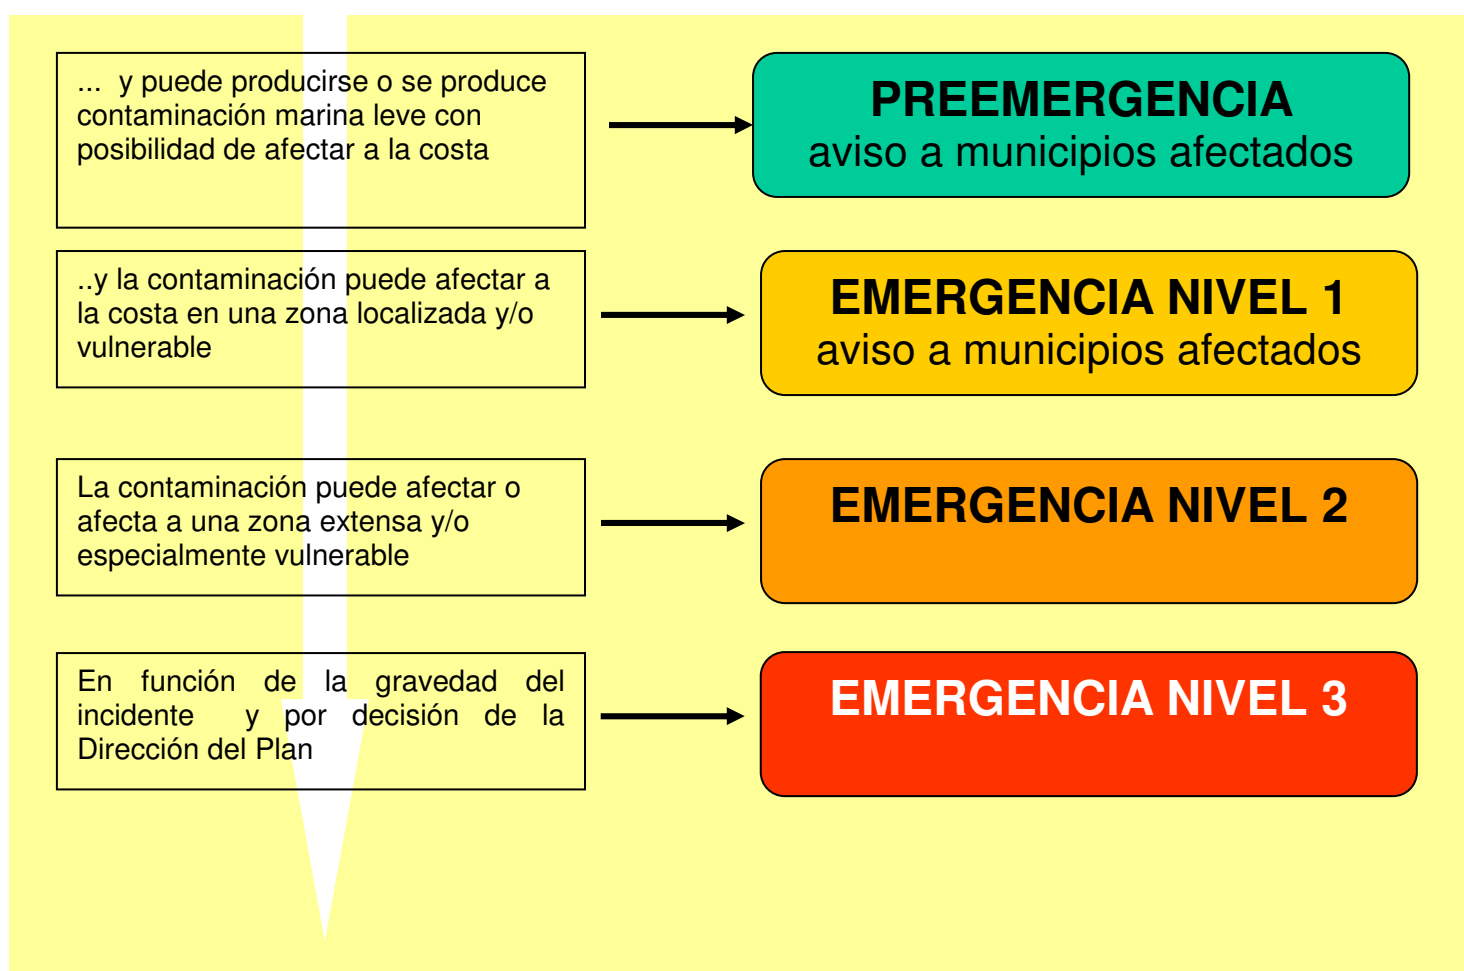 ... y puede producirse o se produce
contaminación marina leve con
posibilidad de afectar a la costa
PREEMERGENCIA
aviso a municipios afectados
..y la contaminación puede afectar a
la costa en una zona localizada y/o
vulnerable
EMERGENCIA NIVEL 1
aviso a municipios afectados
La contaminación puede afectar o
afecta a una zona extensa y/o
especialmente vulnerable
EMERGENCIA NIVEL 2
En función de la gravedad del
incidente y por decisión de la
Dirección del Plan
EMERGENCIA NIVEL 3